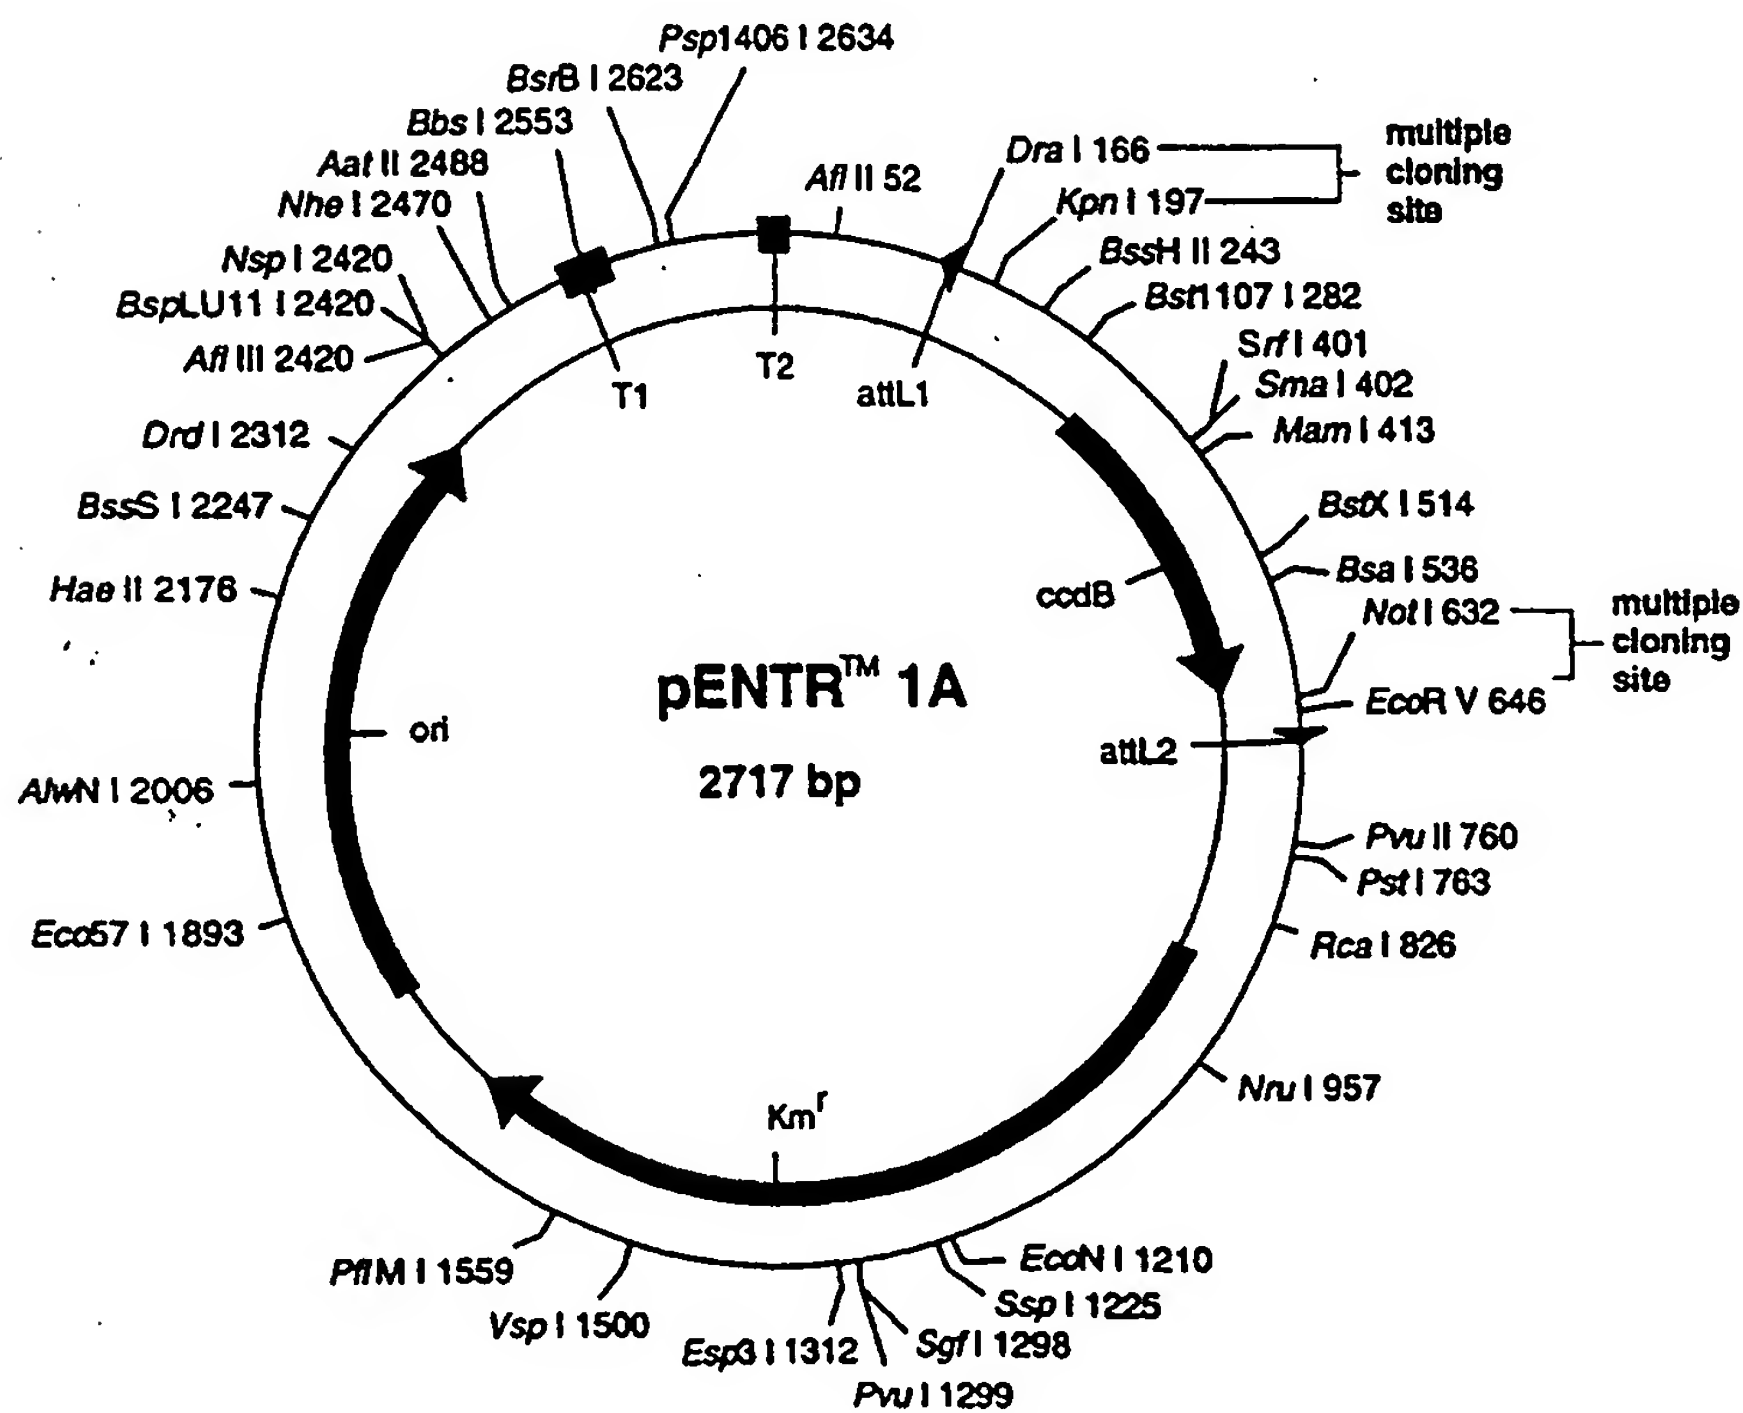 Psp1406 I 2634
BsrB I 2623
Bbs I 2553
Aat II 2488
Nhe I 2470
Nsp I 2420
BspLU11 I 2420
Afl III 2420
Drd I 2312
BssS I 2247
Hae II 2176
AlwN I 2006
Eco57 I 1893
PflM I 1559
Vsp I 1500
Esp3 I 1312
Pvu I 1299
Sgf I 1298
Ssp I 1225
EcoN I 1210
Nru I 957
Rca I 826
Pst I 763
Pvu II 760
EcoR V 646
Not I 632
multiple
cloning
site
Bsa I 536
BstX I 514
Mam I 413
Sma I 402
Srf I 401
Bst1107 I 282
BssH II 243
Kpn I 197
Dra I 166
multiple
cloning
site
Afl II 52
T1
T2
attL1
ccdB
attL2
Kmʳ
ori
pENTR™ 1A
2717 bp